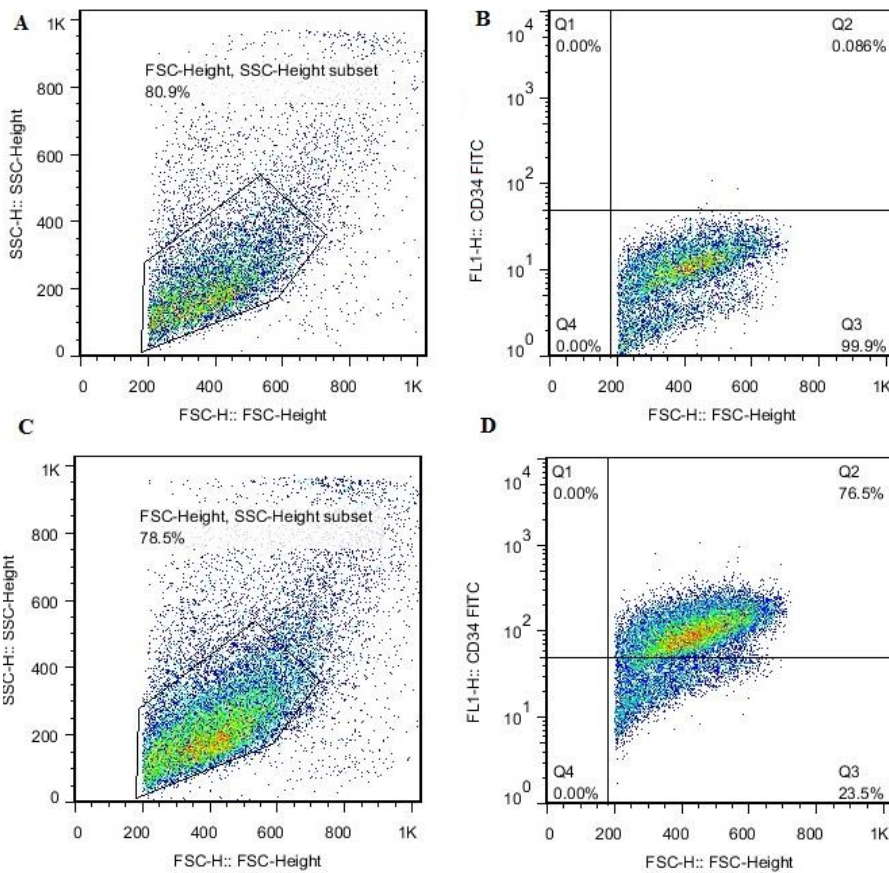 A
1K
800
600
400
200
0
SSC-H:: SSC-Height
FSC-Height, SSC-Height subset
80.9%
0 200 400 600 800 1K
FSC-H:: FSC-Height
B
10^4
10^3
10^2
10^1
10^0
FL1-H:: CD34 FITC
Q1
0.00%
Q2
0.086%
Q4
0.00%
Q3
99.9%
0 200 400 600 800 1K
FSC-H:: FSC-Height
C
1K
800
600
400
200
0
SSC-H:: SSC-Height
FSC-Height, SSC-Height subset
78.5%
0 200 400 600 800 1K
FSC-H:: FSC-Height
D
10^4
10^3
10^2
10^1
10^0
FL1-H:: CD34 FITC
Q1
0.00%
Q2
76.5%
Q4
0.00%
Q3
23.5%
0 200 400 600 800 1K
FSC-H:: FSC-Height